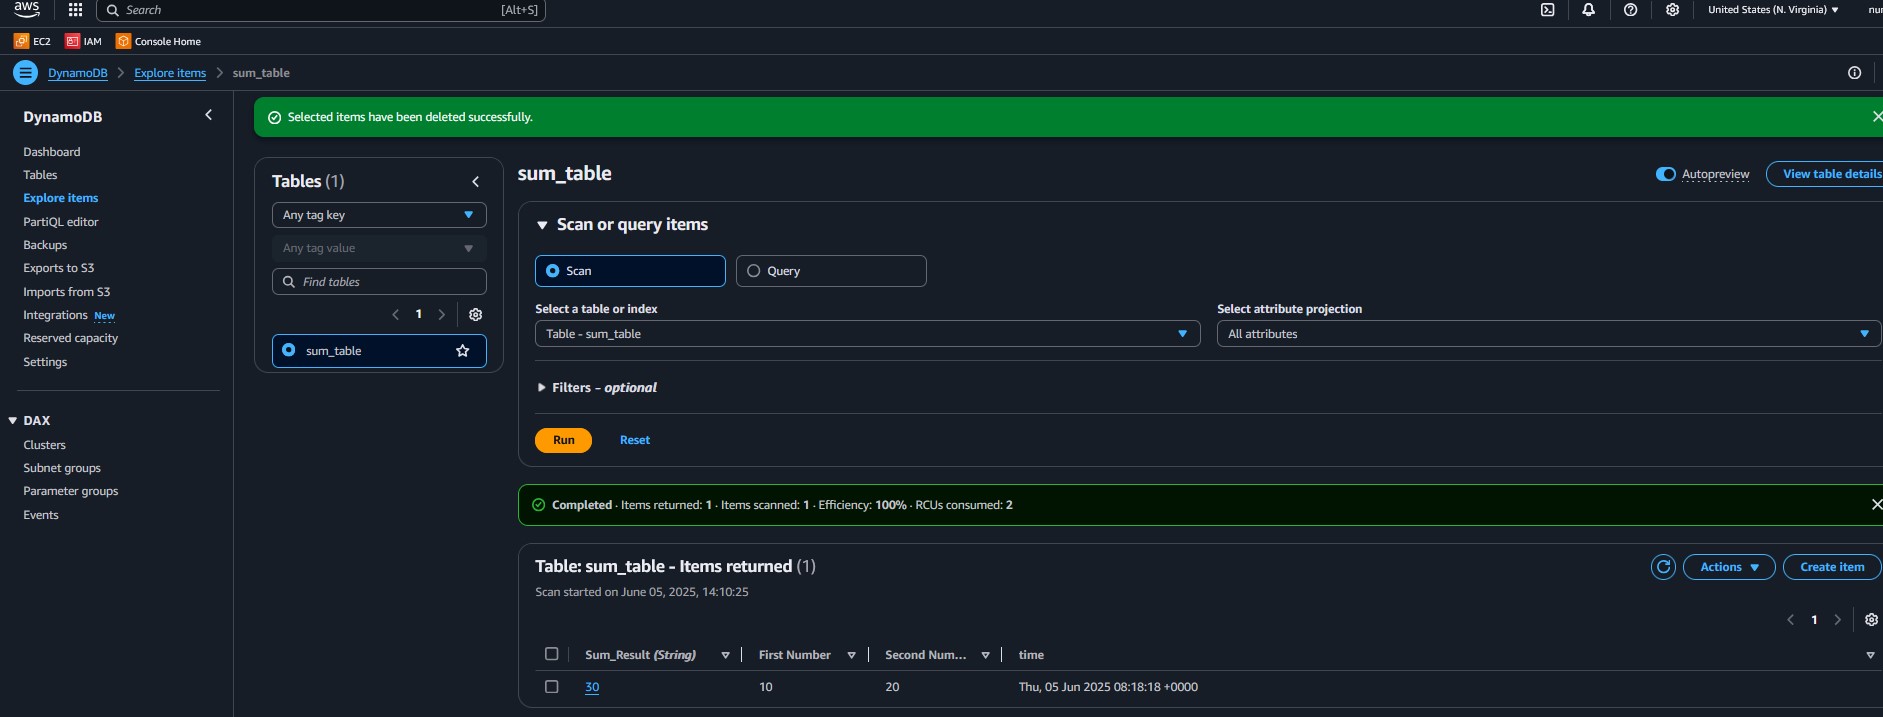 aws
Search
[Alt+S]
United States (N. Virginia)
EC2
IAM
Console Home
DynamoDB
Explore items
sum_table
DynamoDB
Dashboard
Tables
Explore items
PartiQL editor
Backups
Exports to S3
Imports from S3
Integrations New
Reserved capacity
Settings
DAX
Clusters
Subnet groups
Parameter groups
Events
Selected items have been deleted successfully.
Tables (1)
Any tag key
Any tag value
Find tables
1
sum_table
sum_table
Autopreview
View table details
Scan or query items
Scan
Query
Select a table or index
Select attribute projection
Table - sum_table
All attributes
Filters - optional
Run
Reset
Completed · Items returned: 1 · Items scanned: 1 · Efficiency: 100% · RCUs consumed: 2
Table: sum_table - Items returned (1)
Actions
Create item
Scan started on June 05, 2025, 14:10:25
1
Sum_Result (String)
First Number
Second Num...
time
30
10
20
Thu, 05 Jun 2025 08:18:18 +0000